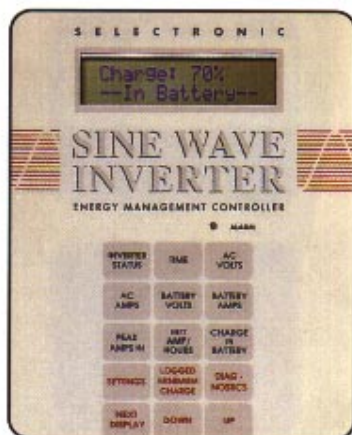 SELECTRONIC
Charge: 70%
--In Battery--
SINE WAVE
INVERTER
ENERGY MANAGEMENT CONTROLLER
ALARM
INVERTER STATUS
TIME
AC VOLTS
AC AMPS
BATTERY VOLTS
BATTERY AMPS
PEAK AMPS IN
NET AMP/ HOURS
CHARGE IN BATTERY
SETTINGS
LOGGED MINIMUM CHARGE
DIAG - NOSTICS
NEXT DISPLAY
DOWN
UP